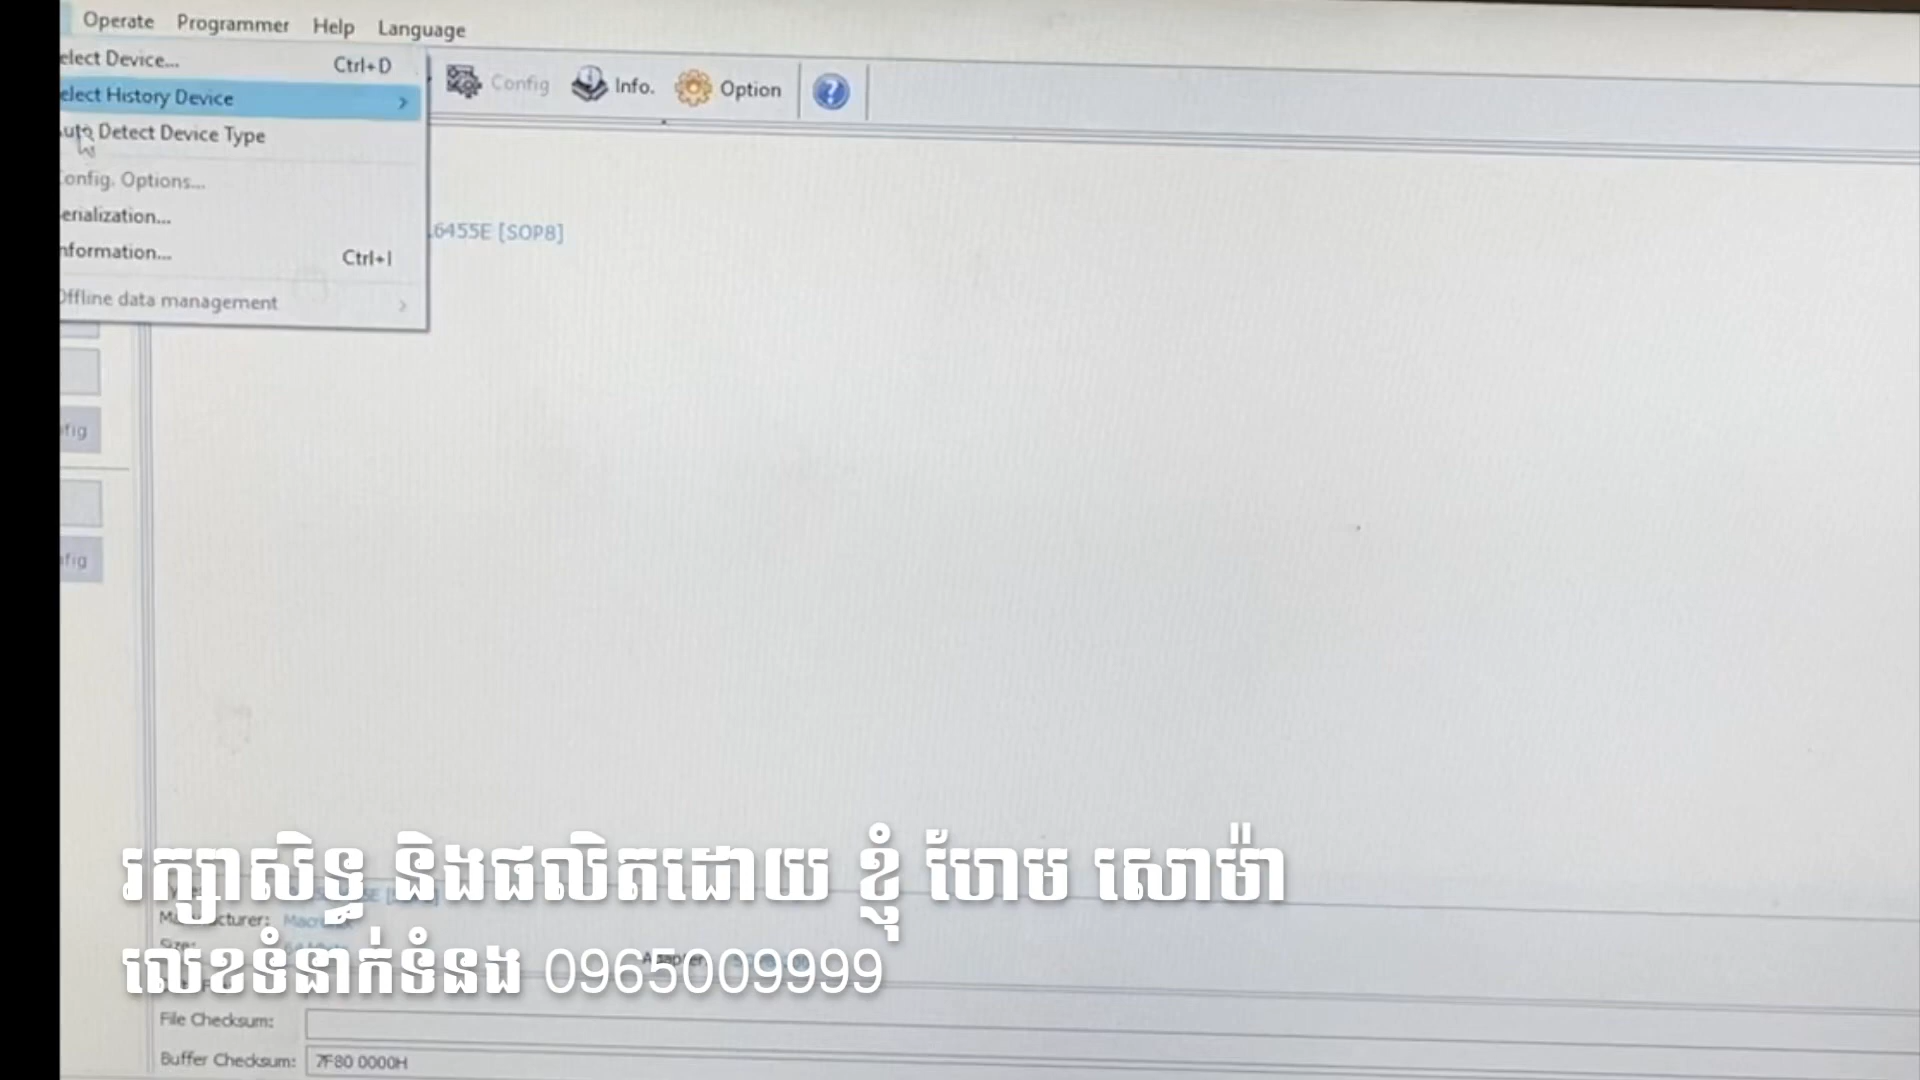 Operate Programmer Help Language
elect Device... Ctrl+D
elect History Device
Config Info. Option
Auto Detect Device Type
Config. Options...
erialization...
6455E [SOP8]
nformation... Ctrl+I
Offline data management
fig
fig
រក្សាសិទ្ធ និងផលិតដោយ ខ្ញុំ ហែម សោម៉ា
លេខទំនាក់ទំនង 0965009999
File Checksum:
Buffer Checksum: 7F80 0000H